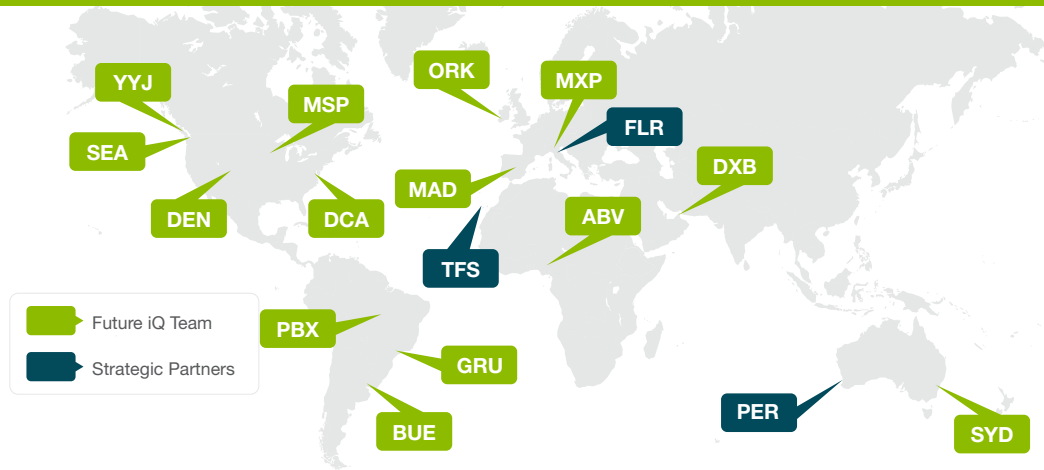 ORK
MXP
YYJ
MSP
FLR
SEA
DXB
MAD
DEN
DCA
ABV
TFS
Future iQ Team
PBX
Strategic Partners
GRU
PER
BUE
SYD